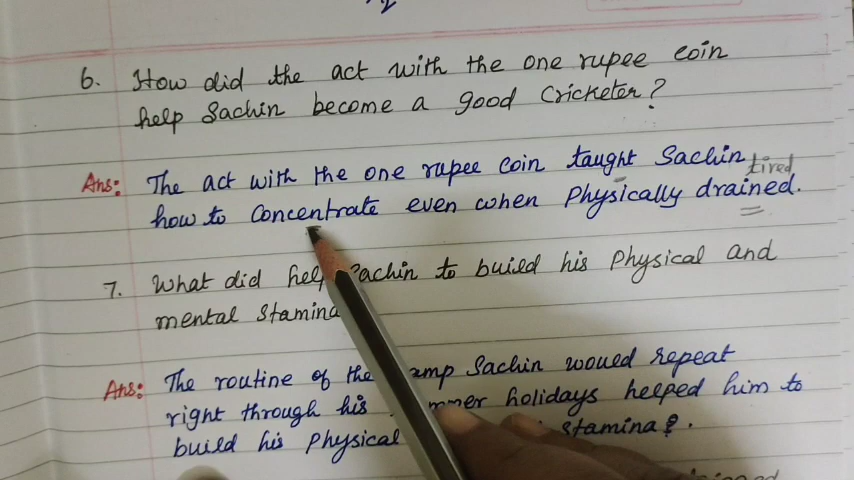 6. How did the act with the one rupee coin
help Sachin become a good Cricketer?
Ans: The act with the one rupee coin taught Sachin
tired
how to Concentrate even when Physically drained.
7. What did help Sachin to build his Physical and
mental Stamina
Ans: The routine of the camp Sachin would repeat
right through his summer holidays helped him to
build his Physical stamina.